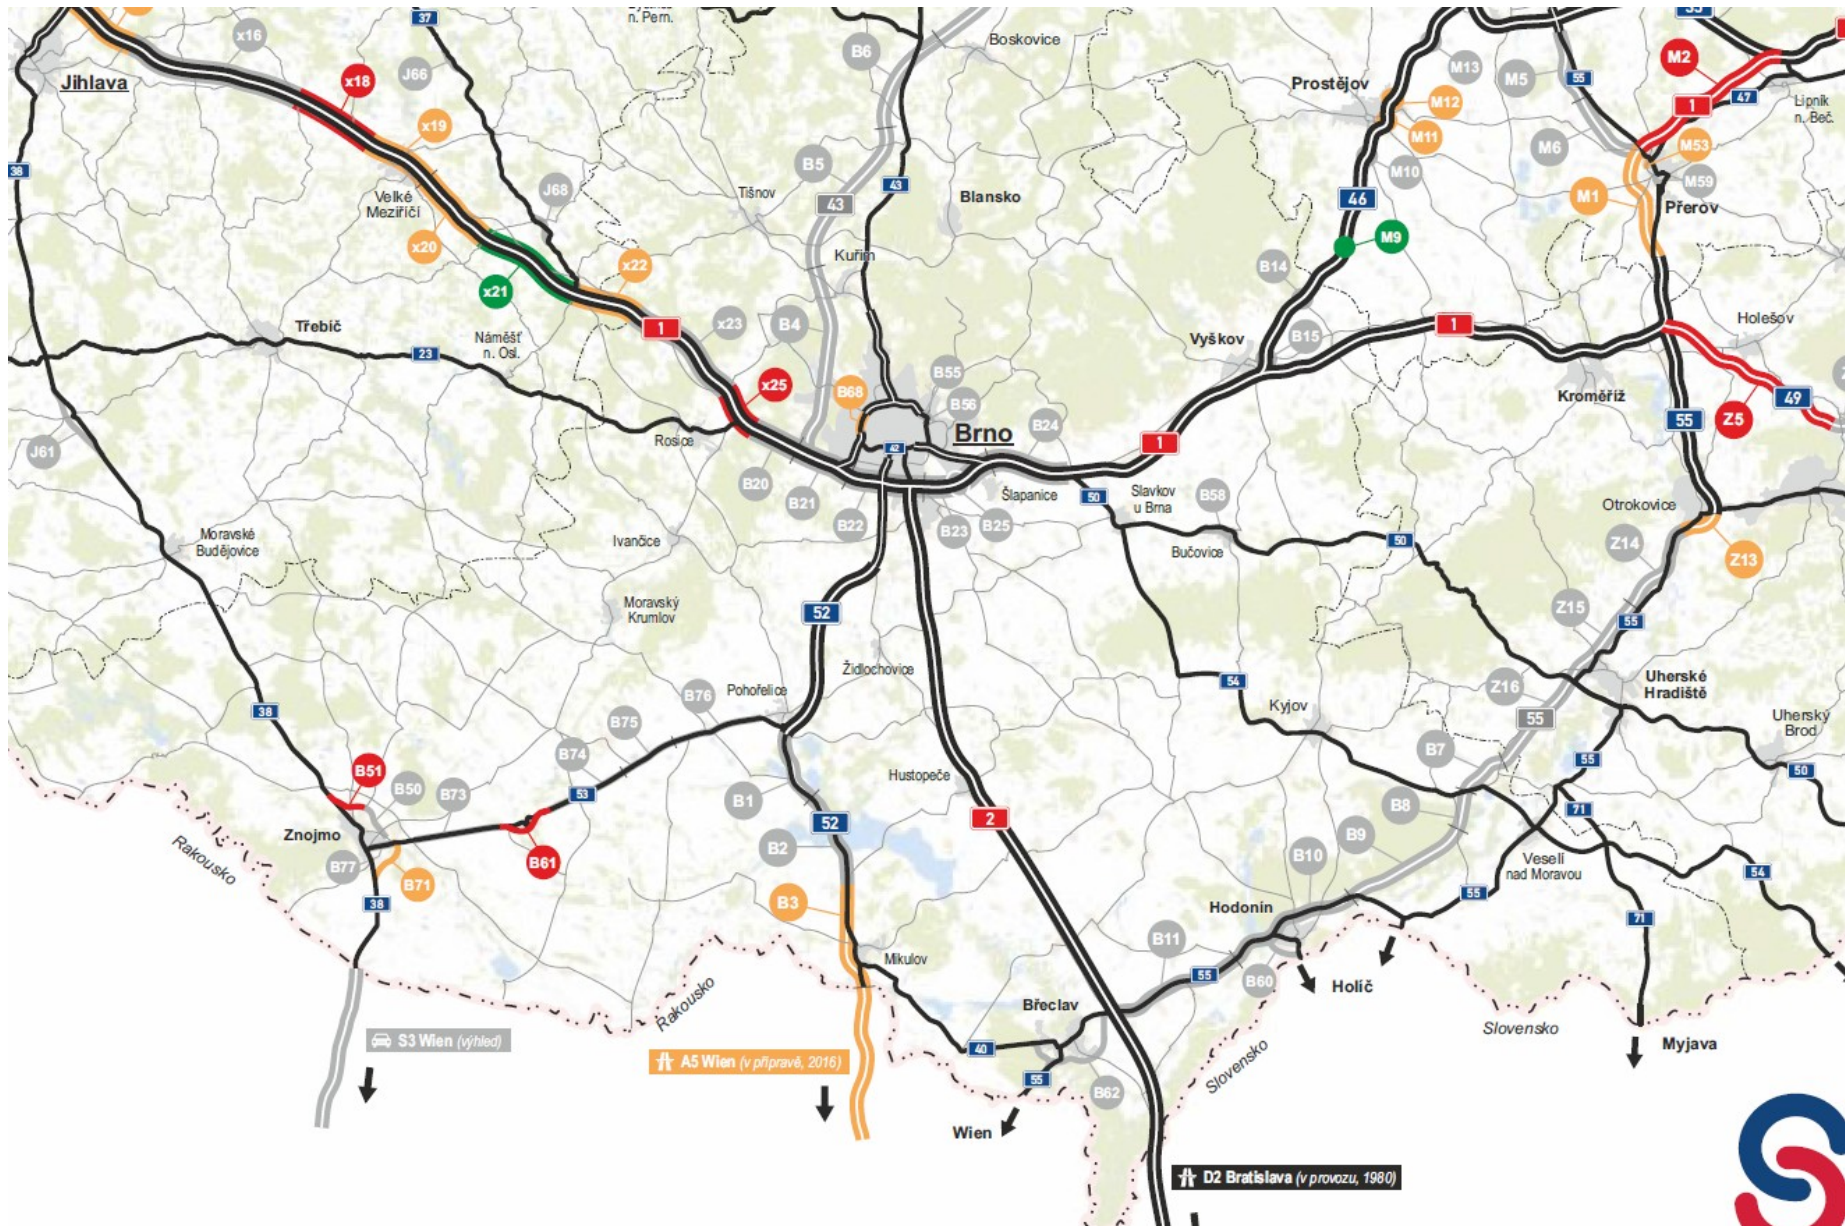 37
n. Pern.
55
x16
B6
Boskovice
M13
M5
M2
Jihlava
x18
J66
Prostějov
55
47
1
Lipník
n. Beč.
M12
x19
M11
M6
M53
38
B5
M10
M59
J68
Tišnov
43
Velké
Meziříčí
43
Blansko
46
M1
Přerov
x20
M9
Kuřim
x22
B14
x21
Holešov
Třebíč
1
x23
B4
1
Náměšť
n. Osl.
Vyškov
B15
23
B55
x25
B68
Kroměříž
49
B56
Z5
55
Rosice
Brno
B24
1
J61
42
B20
Šlapanice
50
Slavkov
u Brna
B58
B21
Otrokovice
B22
B23
B25
Moravské
Budějovice
Ivančice
Bučovice
50
Z14
Z13
Moravský
Krumlov
52
Z15
55
Židlochovice
Uherské
Hradiště
54
Z16
Pohořelice
B76
38
Kyjov
55
Uherský
Brod
B75
B7
B74
55
B51
Hustopeče
50
B50
53
B73
B1
B8
71
52
2
Znojmo
B9
B2
B10
Rakousko
B77
B61
Veselí
nad Moravou
54
B71
38
B3
55
Hodonín
71
B11
Mikulov
55
B60
Holíč
Rakousko
Břeclav
Slovensko
S3 Wien (výhled)
40
Myjava
A5 Wien (v přípravě, 2016)
Slovensko
55
B62
Wien
D2 Bratislava (v provozu, 1980)